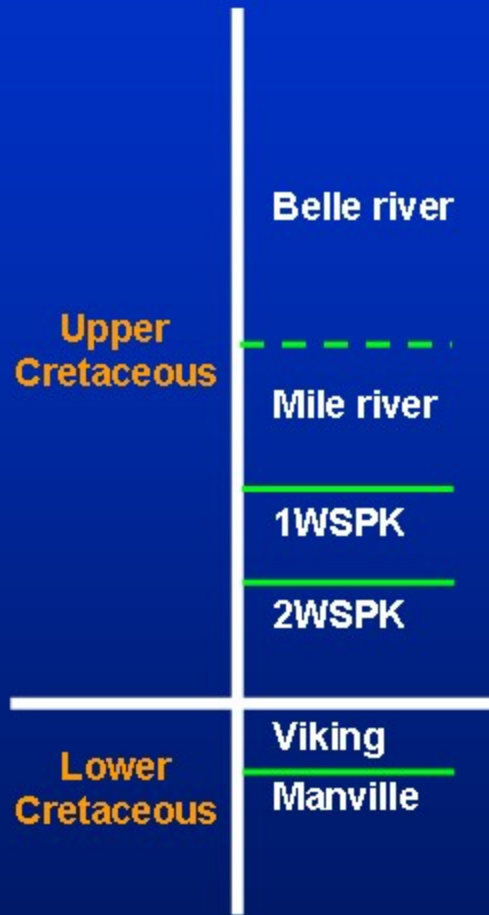 Belle river
Upper
Cretaceous
Mile river
1WSPK
2WSPK
Viking
Lower
Cretaceous
Manville